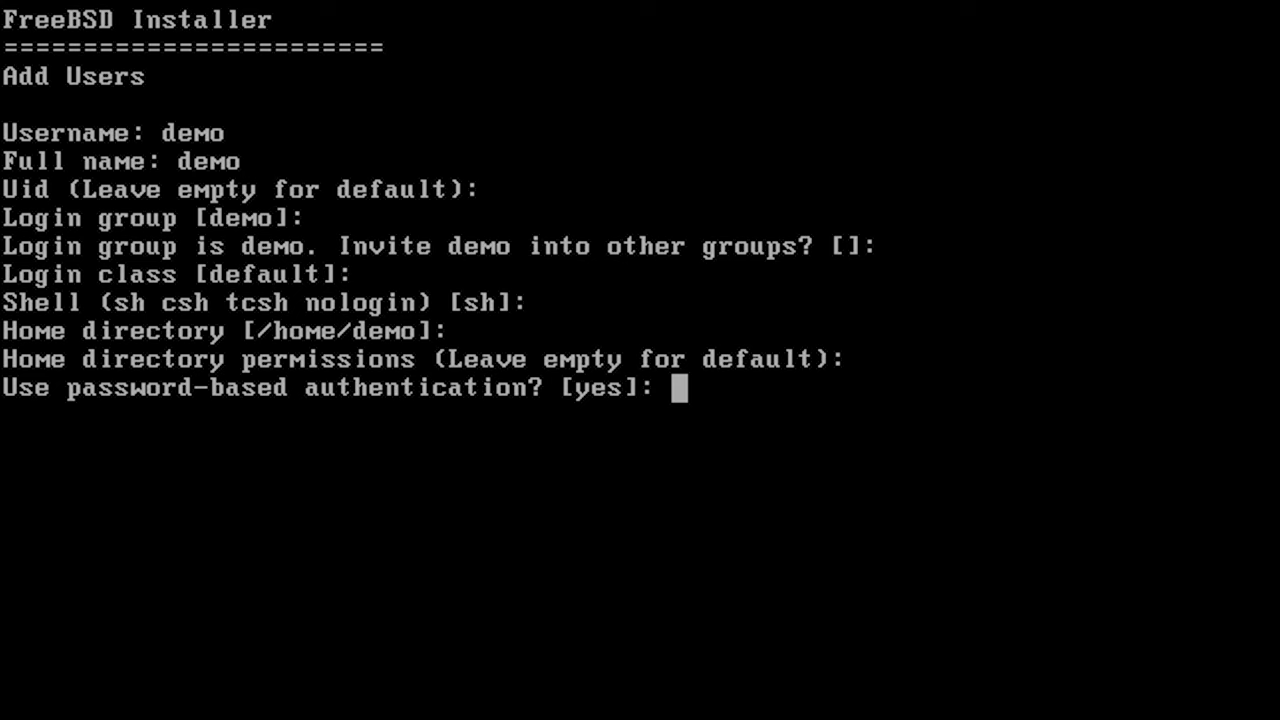 FreeBSD Installer
========================
Add Users
Username: demo
Full name: demo
Uid (Leave empty for default):
Login group [demo]:
Login group is demo. Invite demo into other groups? []:
Login class [default]:
Shell (sh csh tcsh nologin) [sh]:
Home directory [/home/demo]:
Home directory permissions (Leave empty for default):
Use password-based authentication? [yes]: